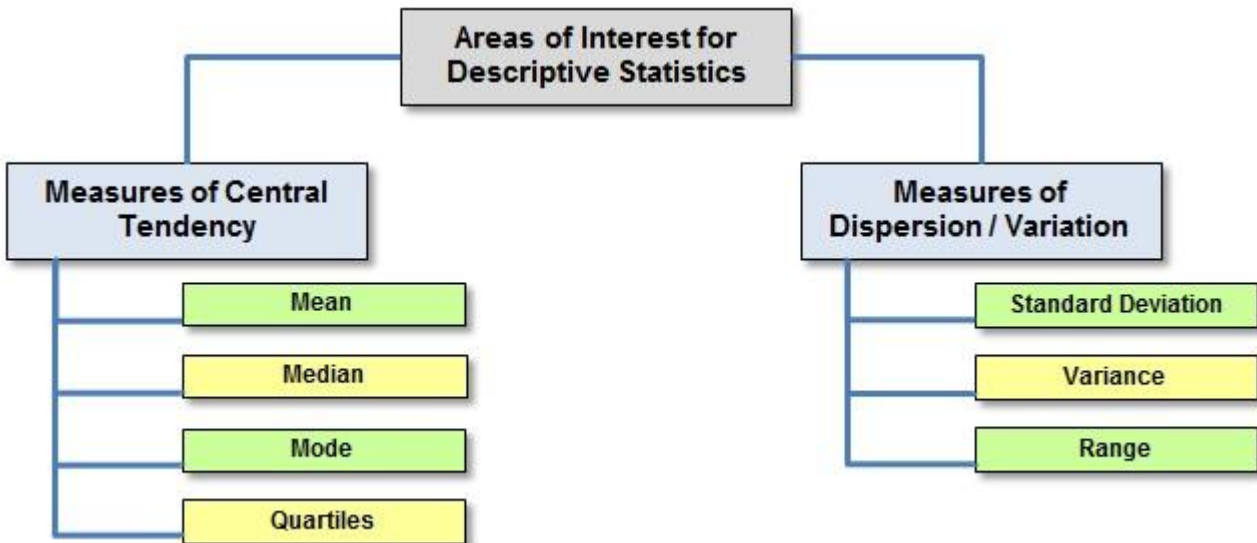 Areas of Interest for
Descriptive Statistics
Measures of Central
Tendency
Mean
Median
Mode
Quartiles
Measures of
Dispersion / Variation
Standard Deviation
Variance
Range